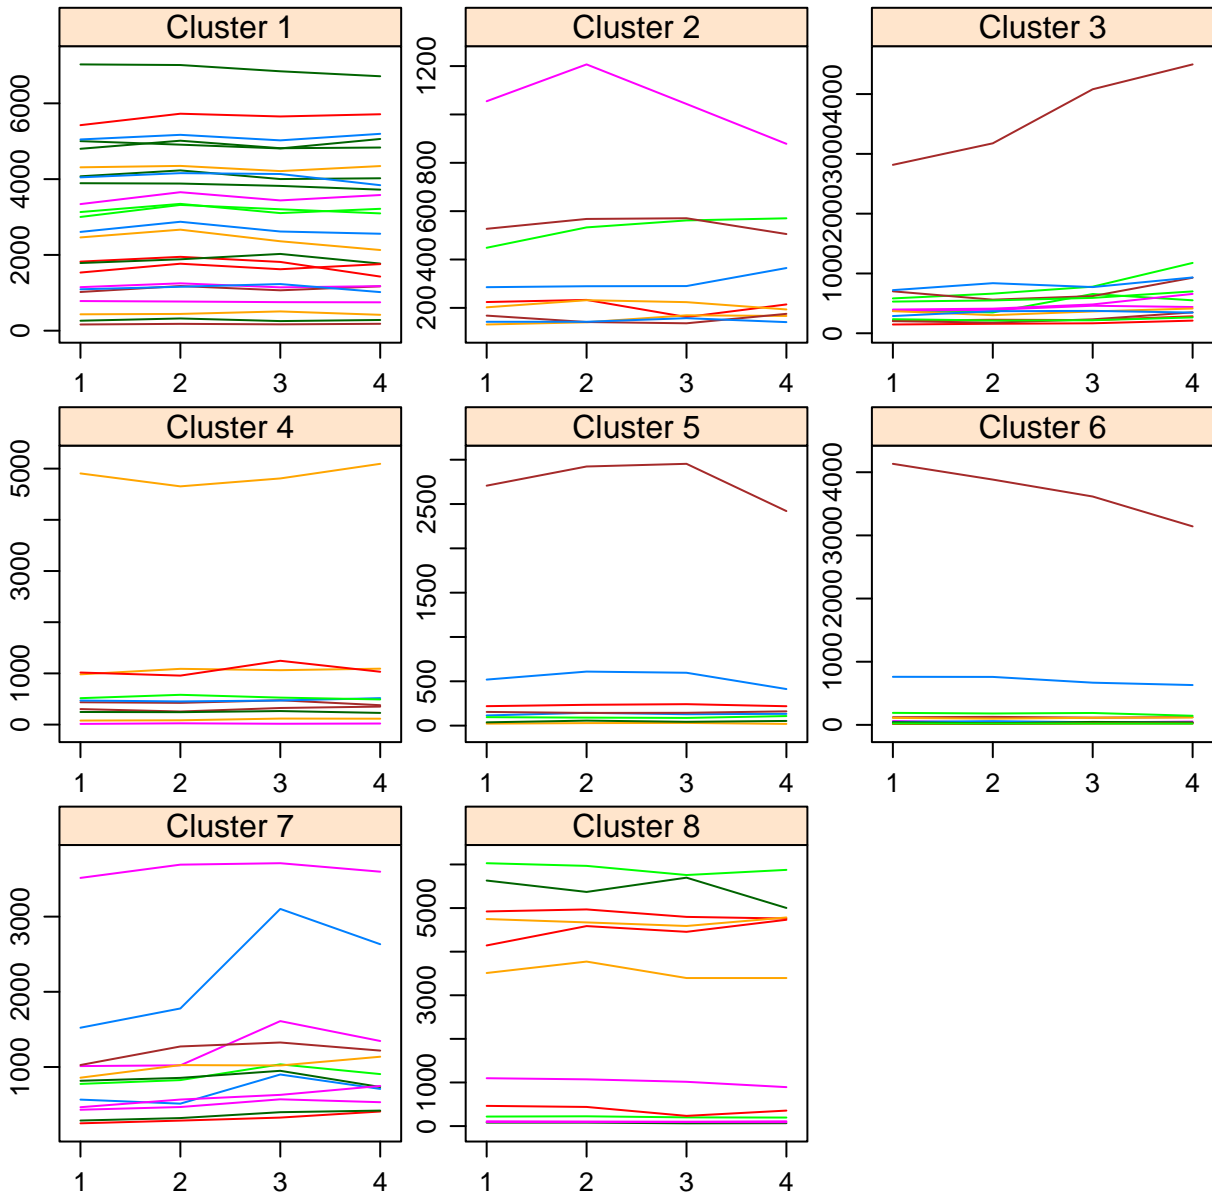 Cluster 1
0 2000 4000 6000
1 2 3 4
Cluster 2
200 400 600 800 1200
1 2 3 4
Cluster 3
0 1000 2000 3000 4000
1 2 3 4
Cluster 4
0 1000 3000 5000
1 2 3 4
Cluster 5
0 500 1500 2500
1 2 3 4
Cluster 6
0 1000 2000 3000 4000
1 2 3 4
Cluster 7
1000 2000 3000
1 2 3 4
Cluster 8
0 1000 3000 5000
1 2 3 4